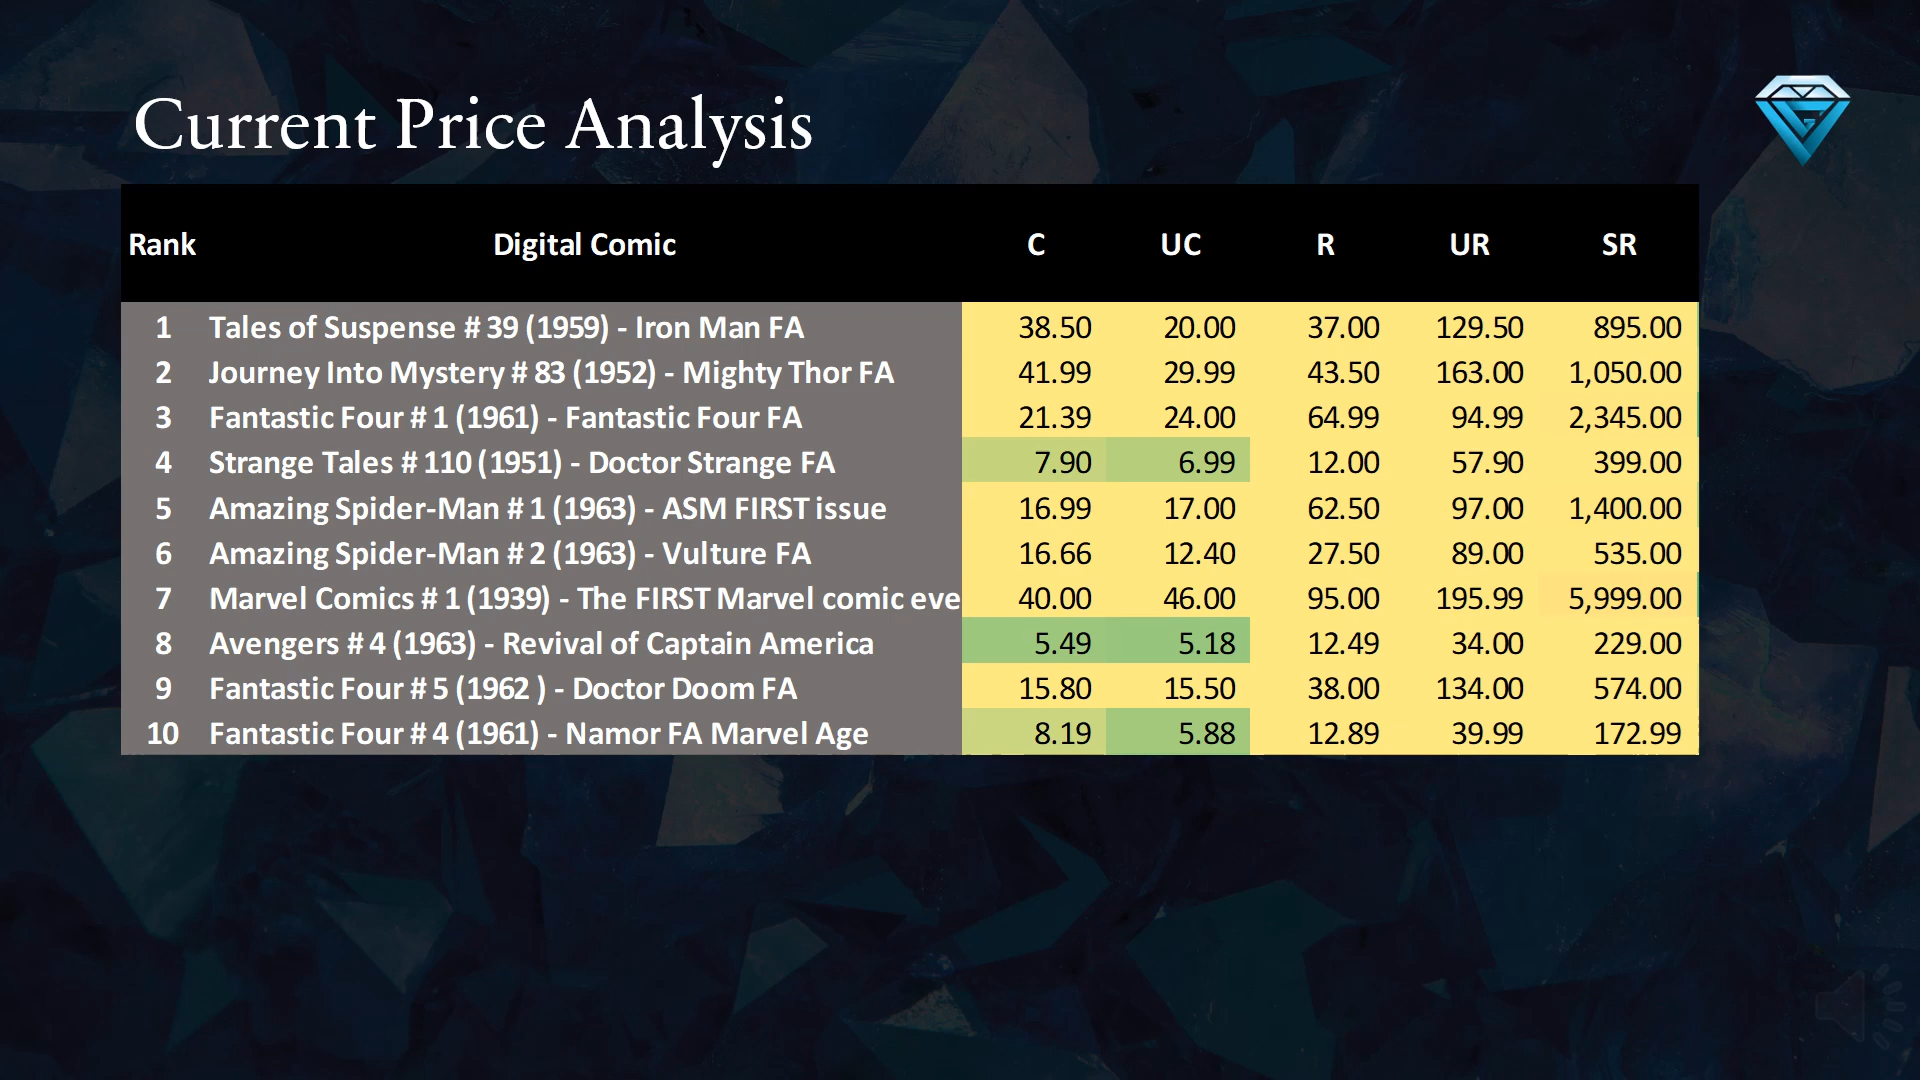 Current Price Analysis
Rank Digital Comic C UC R UR SR
1 Tales of Suspense # 39 (1959) - Iron Man FA 38.50 20.00 37.00 129.50 895.00
2 Journey Into Mystery # 83 (1952) - Mighty Thor FA 41.99 29.99 43.50 163.00 1,050.00
3 Fantastic Four # 1 (1961) - Fantastic Four FA 21.39 24.00 64.99 94.99 2,345.00
4 Strange Tales # 110 (1951) - Doctor Strange FA 7.90 6.99 12.00 57.90 399.00
5 Amazing Spider-Man # 1 (1963) - ASM FIRST issue 16.99 17.00 62.50 97.00 1,400.00
6 Amazing Spider-Man # 2 (1963) - Vulture FA 16.66 12.40 27.50 89.00 535.00
7 Marvel Comics # 1 (1939) - The FIRST Marvel comic eve 40.00 46.00 95.00 195.99 5,999.00
8 Avengers # 4 (1963) - Revival of Captain America 5.49 5.18 12.49 34.00 229.00
9 Fantastic Four # 5 (1962 ) - Doctor Doom FA 15.80 15.50 38.00 134.00 574.00
10 Fantastic Four # 4 (1961) - Namor FA Marvel Age 8.19 5.88 12.89 39.99 172.99